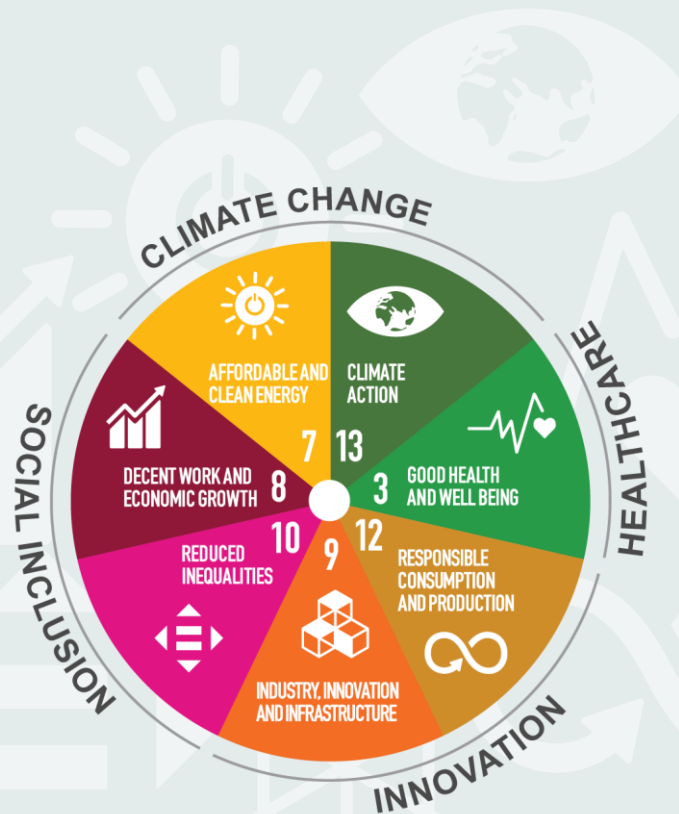 CLIMATE CHANGE
AFFORDABLE AND
CLEAN ENERGY
7
CLIMATE
ACTION
13
HEALTHCARE
GOOD HEALTH
AND WELL BEING
3
RESPONSIBLE
CONSUMPTION
AND PRODUCTION
12
INNOVATION
INDUSTRY, INNOVATION
AND INFRASTRUCTURE
9
SOCIAL INCLUSION
REDUCED
INEQUALITIES
10
DECENT WORK AND
ECONOMIC GROWTH
8